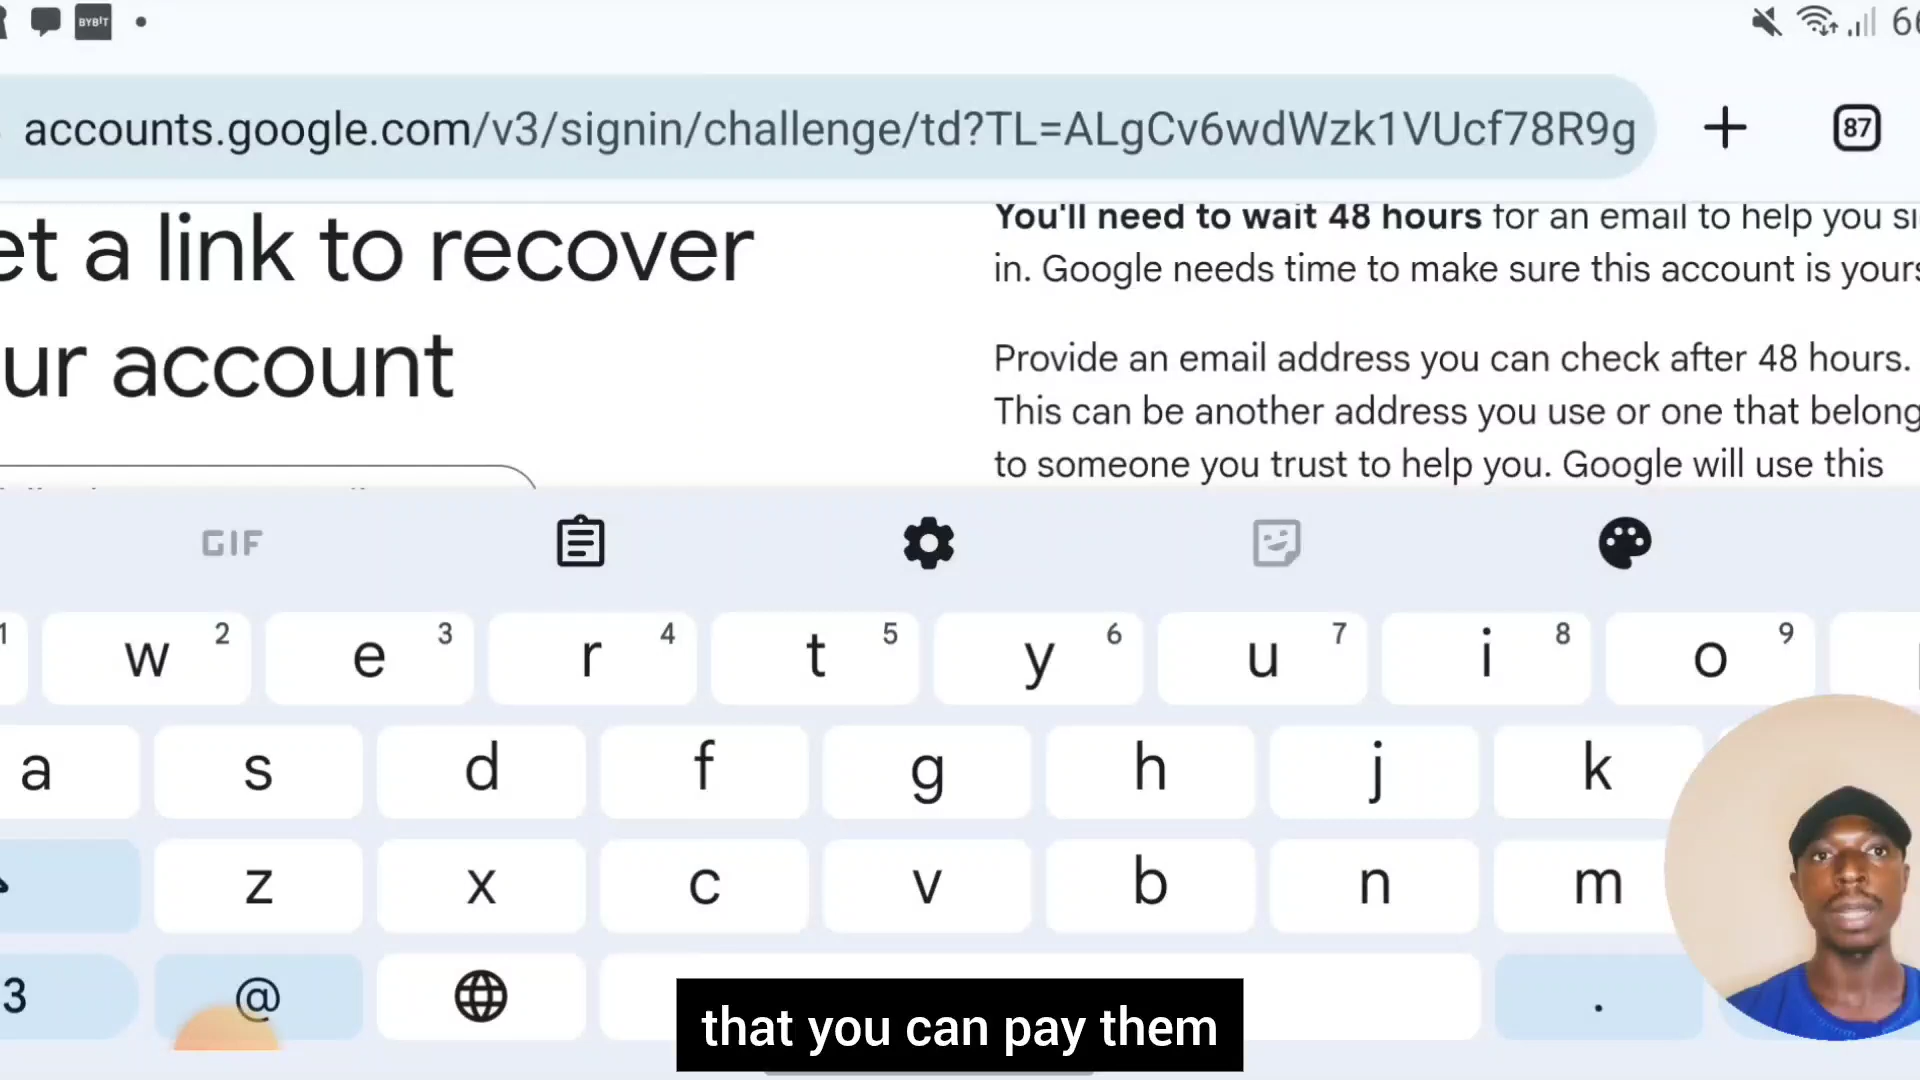 BYBIT
accounts.google.com/v3/signin/challenge/td?TL=ALgCv6wdWzk1VUcf78R9g
87
et a link to recover
ur account
You'll need to wait 48 hours for an email to help you si
in. Google needs time to make sure this account is yours
Provide an email address you can check after 48 hours.
This can be another address you use or one that belong
to someone you trust to help you. Google will use this
GIF
1 w 2 e 3 r 4 t 5 y 6 u 7 i 8 o 9
a s d f g h j k
z x c v b n m
3 @ .
that you can pay them